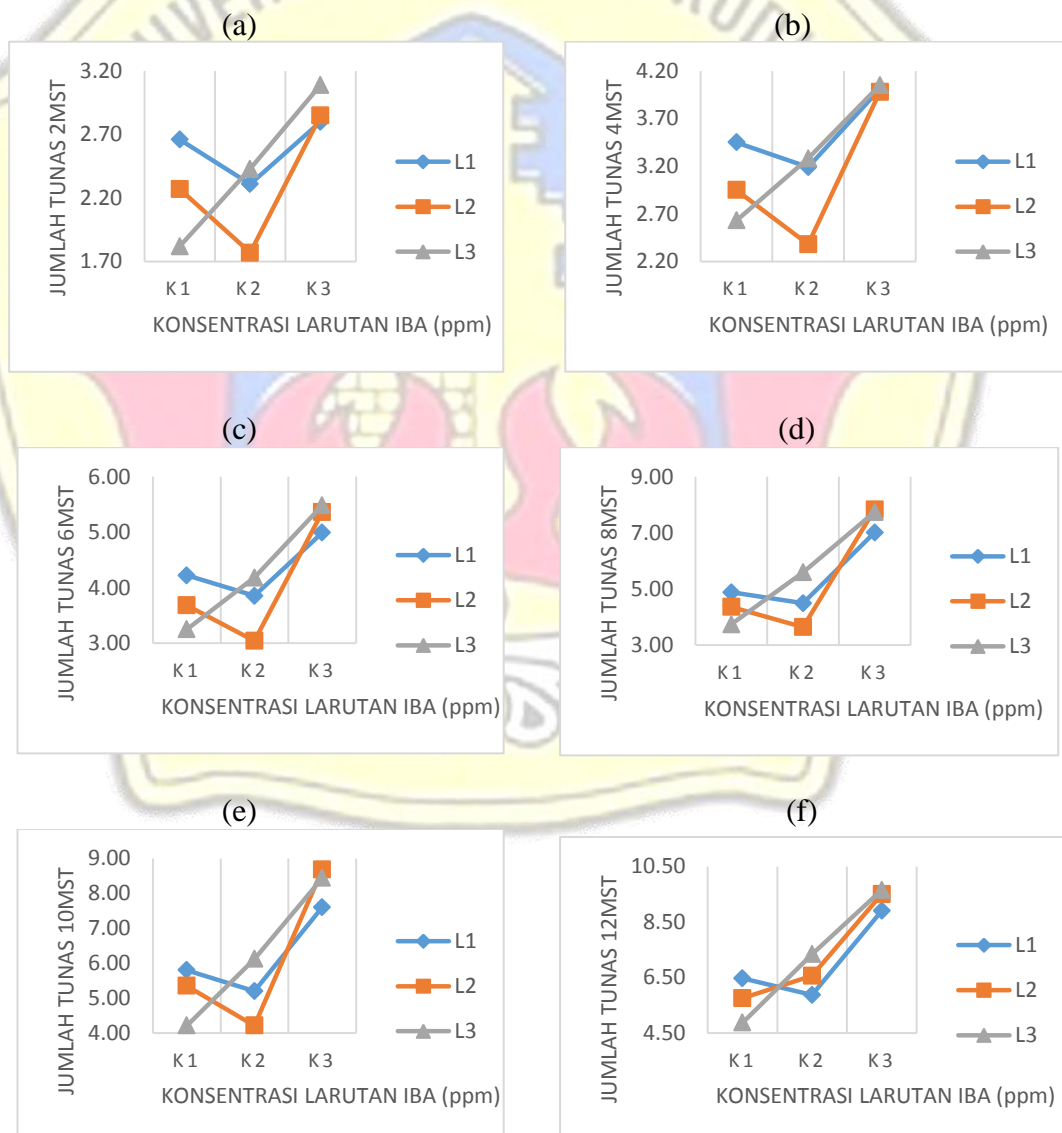 (a)
JUMLAH TUNAS 2MST
3.20
2.70
2.20
1.70
K 1 K 2 K 3
KONSENTRASI LARUTAN IBA (ppm)
L1
L2
L3
(b)
JUMLAH TUNAS 4MST
4.20
3.70
3.20
2.70
2.20
K 1 K 2 K 3
KONSENTRASI LARUTAN IBA (ppm)
L1
L2
L3
(c)
JUMLAH TUNAS 6MST
6.00
5.00
4.00
3.00
K 1 K 2 K 3
KONSENTRASI LARUTAN IBA (ppm)
L1
L2
L3
(d)
JUMLAH TUNAS 8MST
9.00
7.00
5.00
3.00
K 1 K 2 K 3
KONSENTRASI LARUTAN IBA (ppm)
L1
L2
L3
(e)
JUMLAH TUNAS 10MST
9.00
8.00
7.00
6.00
5.00
4.00
K 1 K 2 K 3
KONSENTRASI LARUTAN IBA (ppm)
L1
L2
L3
(f)
JUMLAH TUNAS 12MST
10.50
8.50
6.50
4.50
K 1 K 2 K 3
KONSENTRASI LARUTAN IBA (ppm)
L1
L2
L3